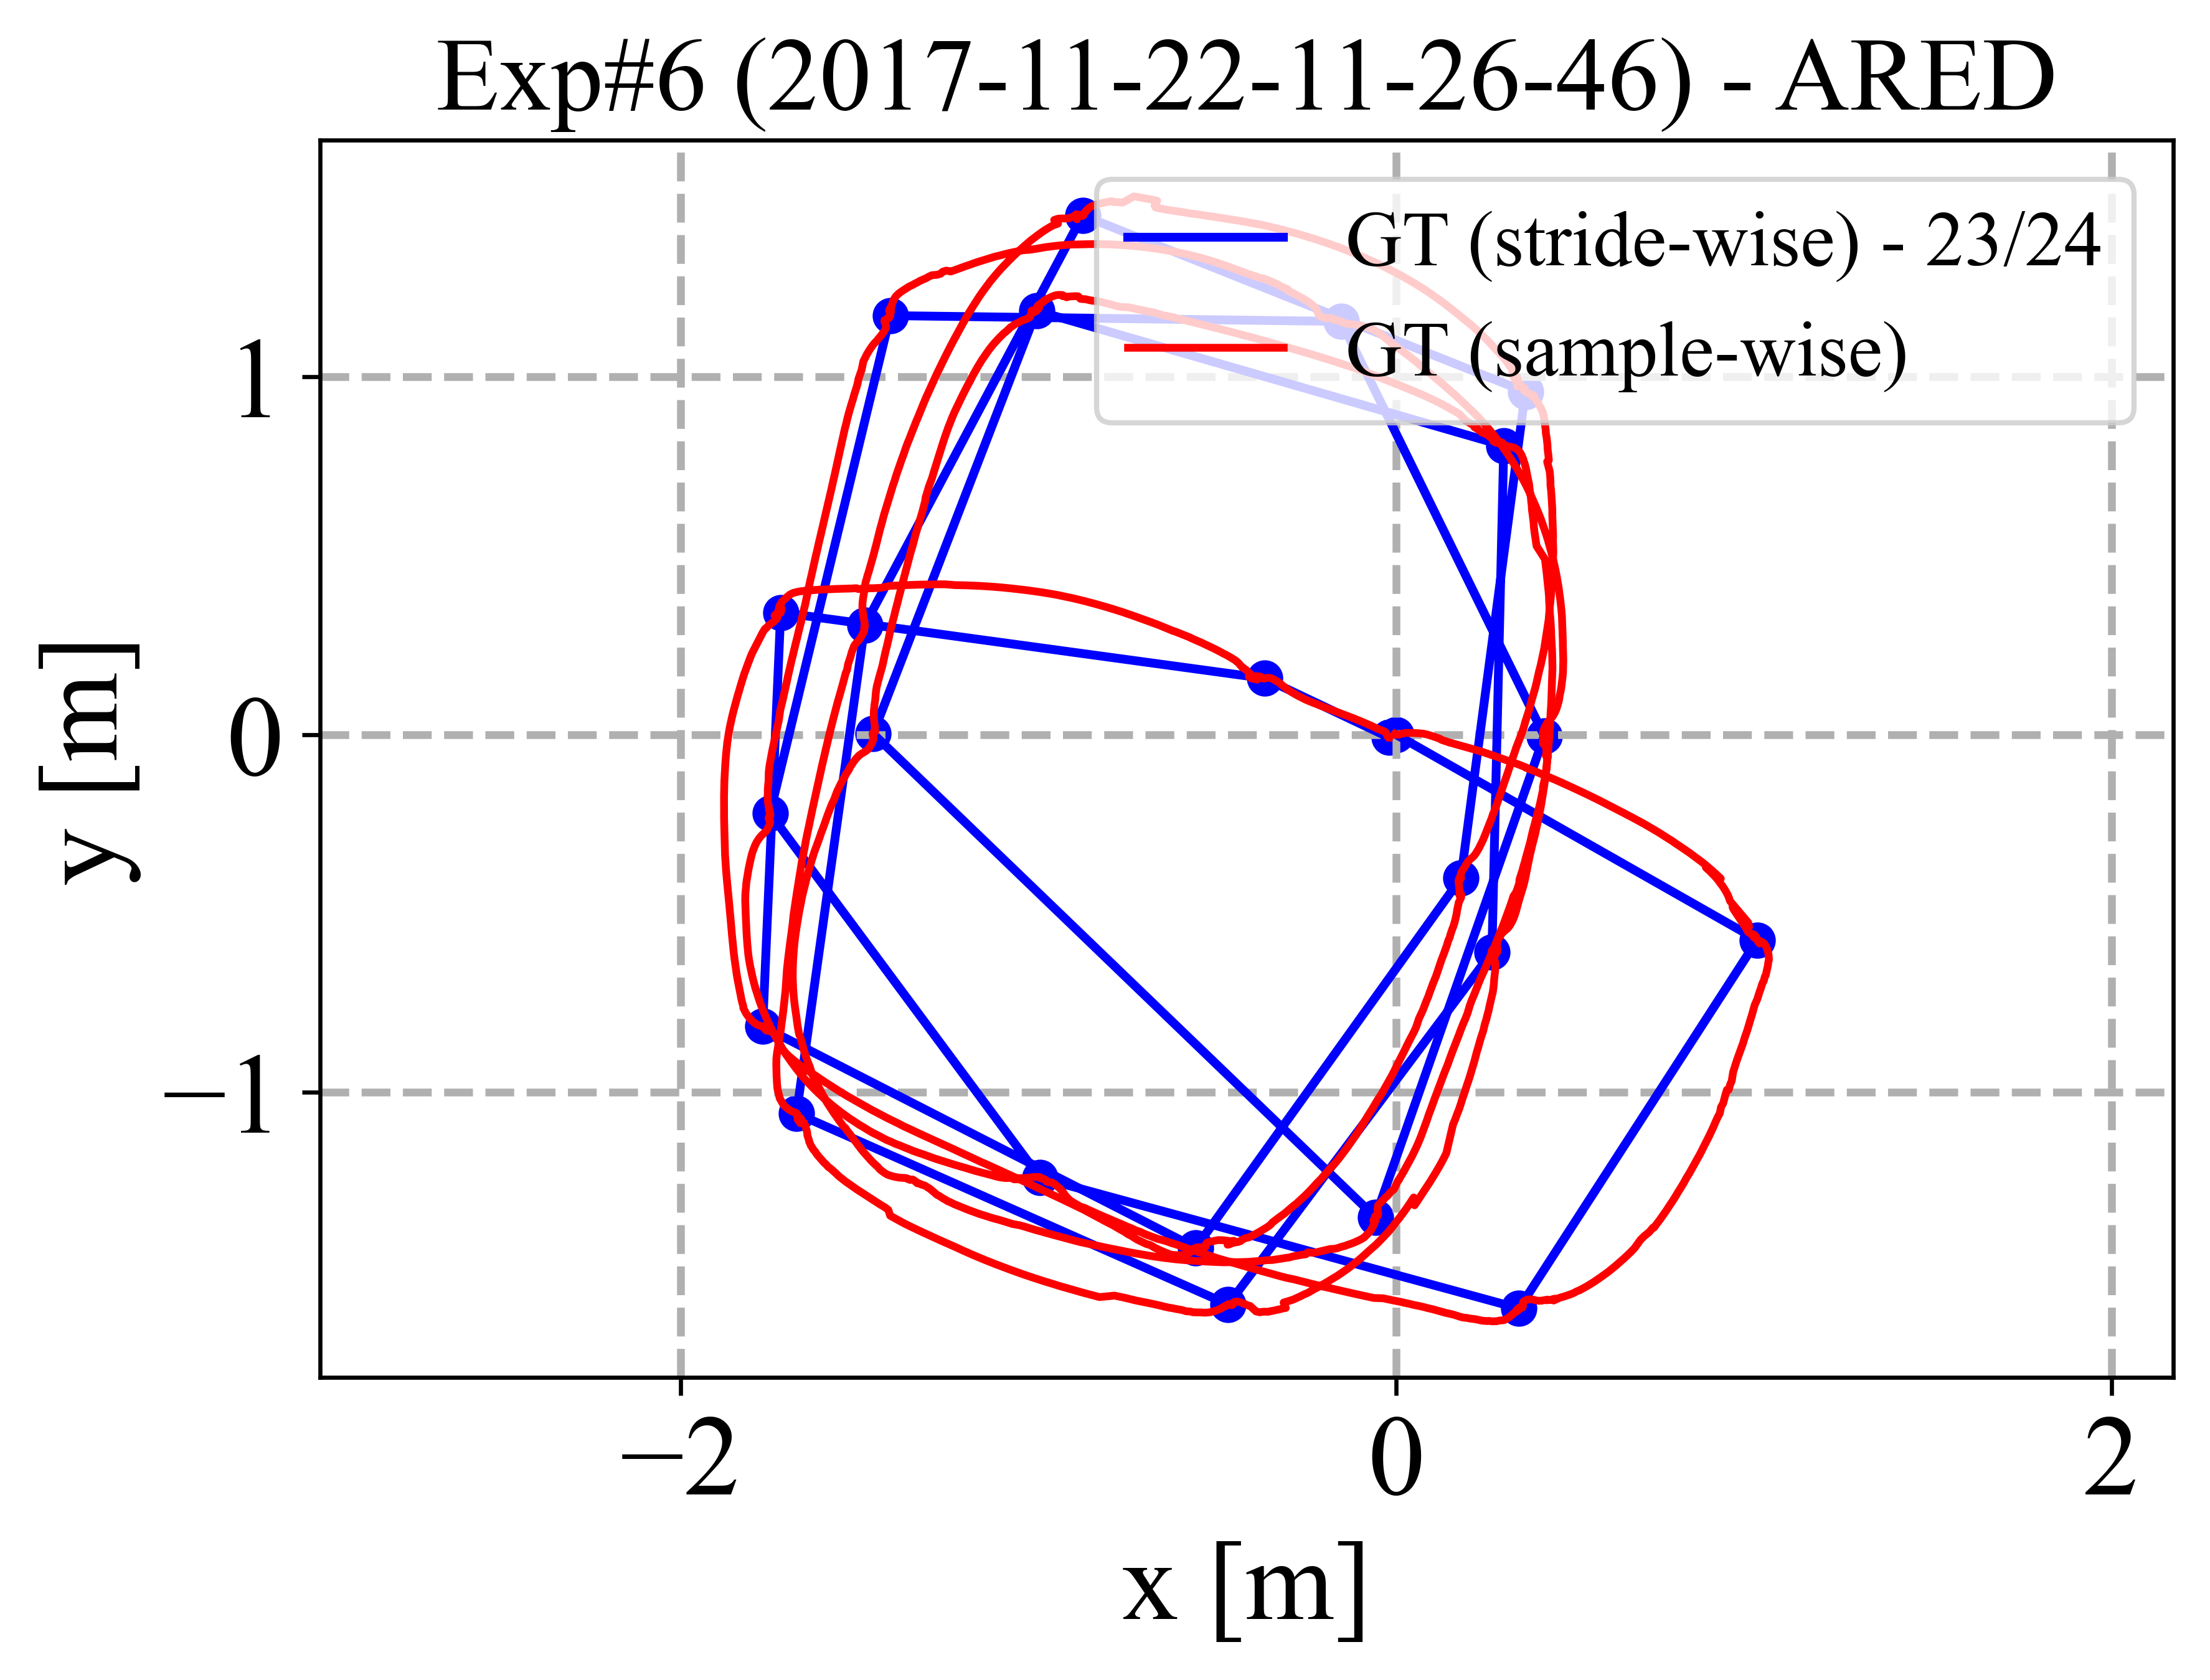 Exp#6 (2017-11-22-11-26-46) - ARED
GT (stride-wise) - 23/24
GT (sample-wise)
1
0
−1
y [m]
−2
0
2
x [m]